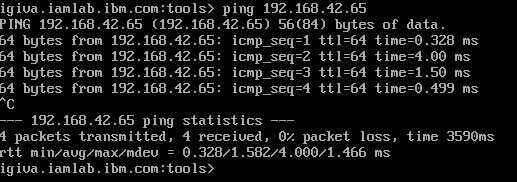 igiva.iamlab.ibm.com:tools> ping 192.168.42.65
PING 192.168.42.65 (192.168.42.65) 56(84) bytes of data.
64 bytes from 192.168.42.65: icmp_seq=1 ttl=64 time=0.328 ms
64 bytes from 192.168.42.65: icmp_seq=2 ttl=64 time=4.00 ms
64 bytes from 192.168.42.65: icmp_seq=3 ttl=64 time=1.50 ms
64 bytes from 192.168.42.65: icmp_seq=4 ttl=64 time=0.499 ms
^C
--- 192.168.42.65 ping statistics ---
4 packets transmitted, 4 received, 0% packet loss, time 3590ms
rtt min/avg/max/mdev = 0.328/1.582/4.000/1.466 ms
igiva.iamlab.ibm.com:tools>